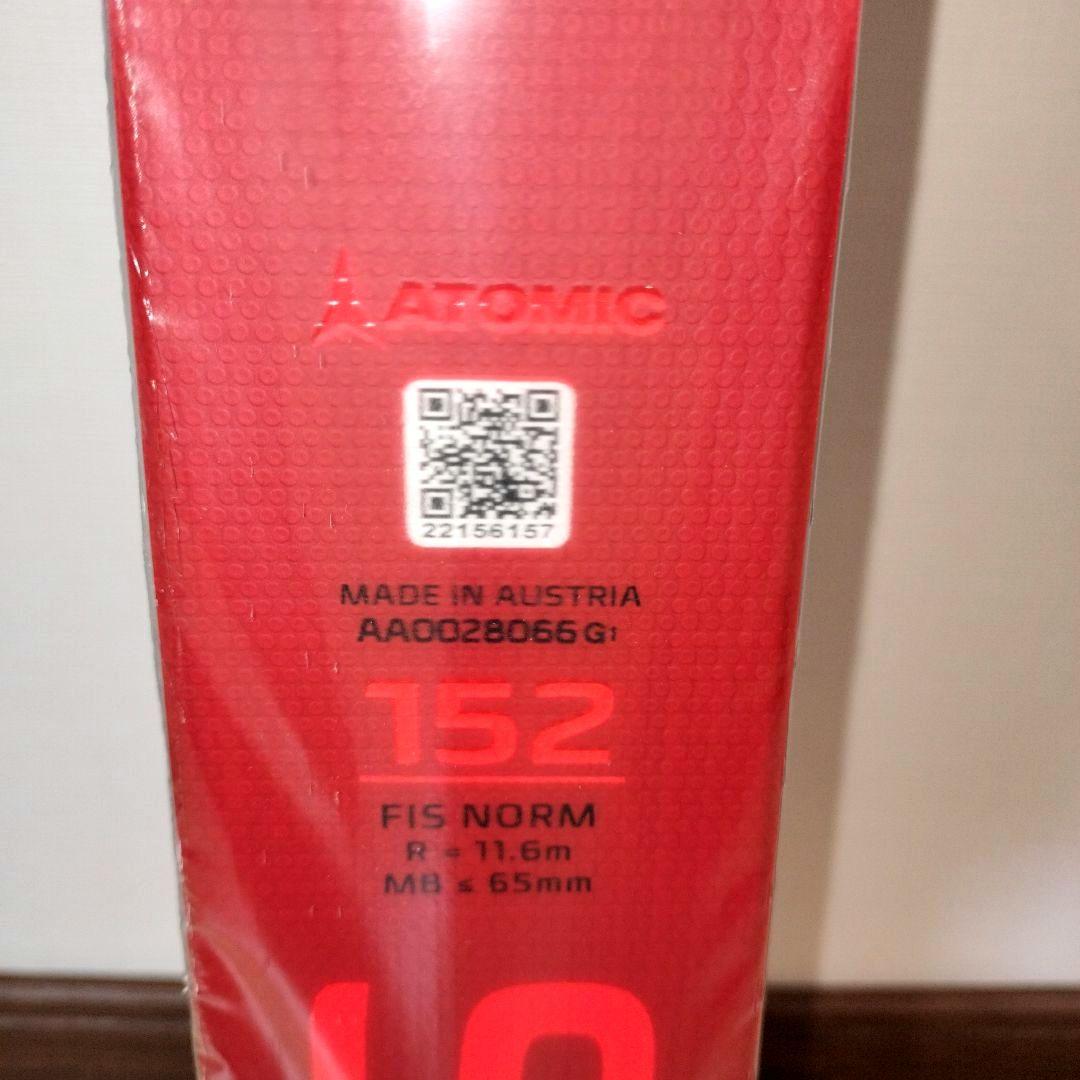 ATOMIC
22156157
MADE IN AUSTRIA
AA0028066 G1
152
FIS NORM
R = 11.6m
MB ≤ 65mm